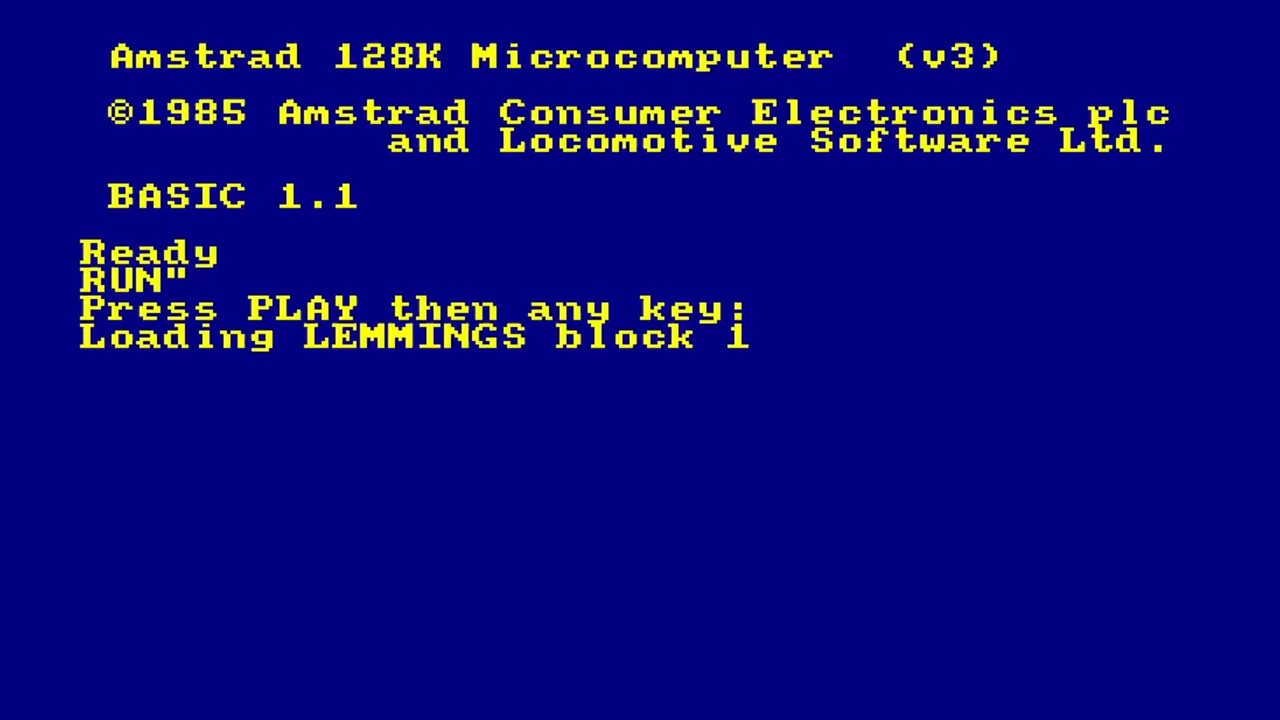 Amstrad 128K Microcomputer (v3)
©1985 Amstrad Consumer Electronics plc
and Locomotive Software Ltd.
BASIC 1.1
Ready
RUN"
Press PLAY then any key:
Loading LEMMINGS block 1